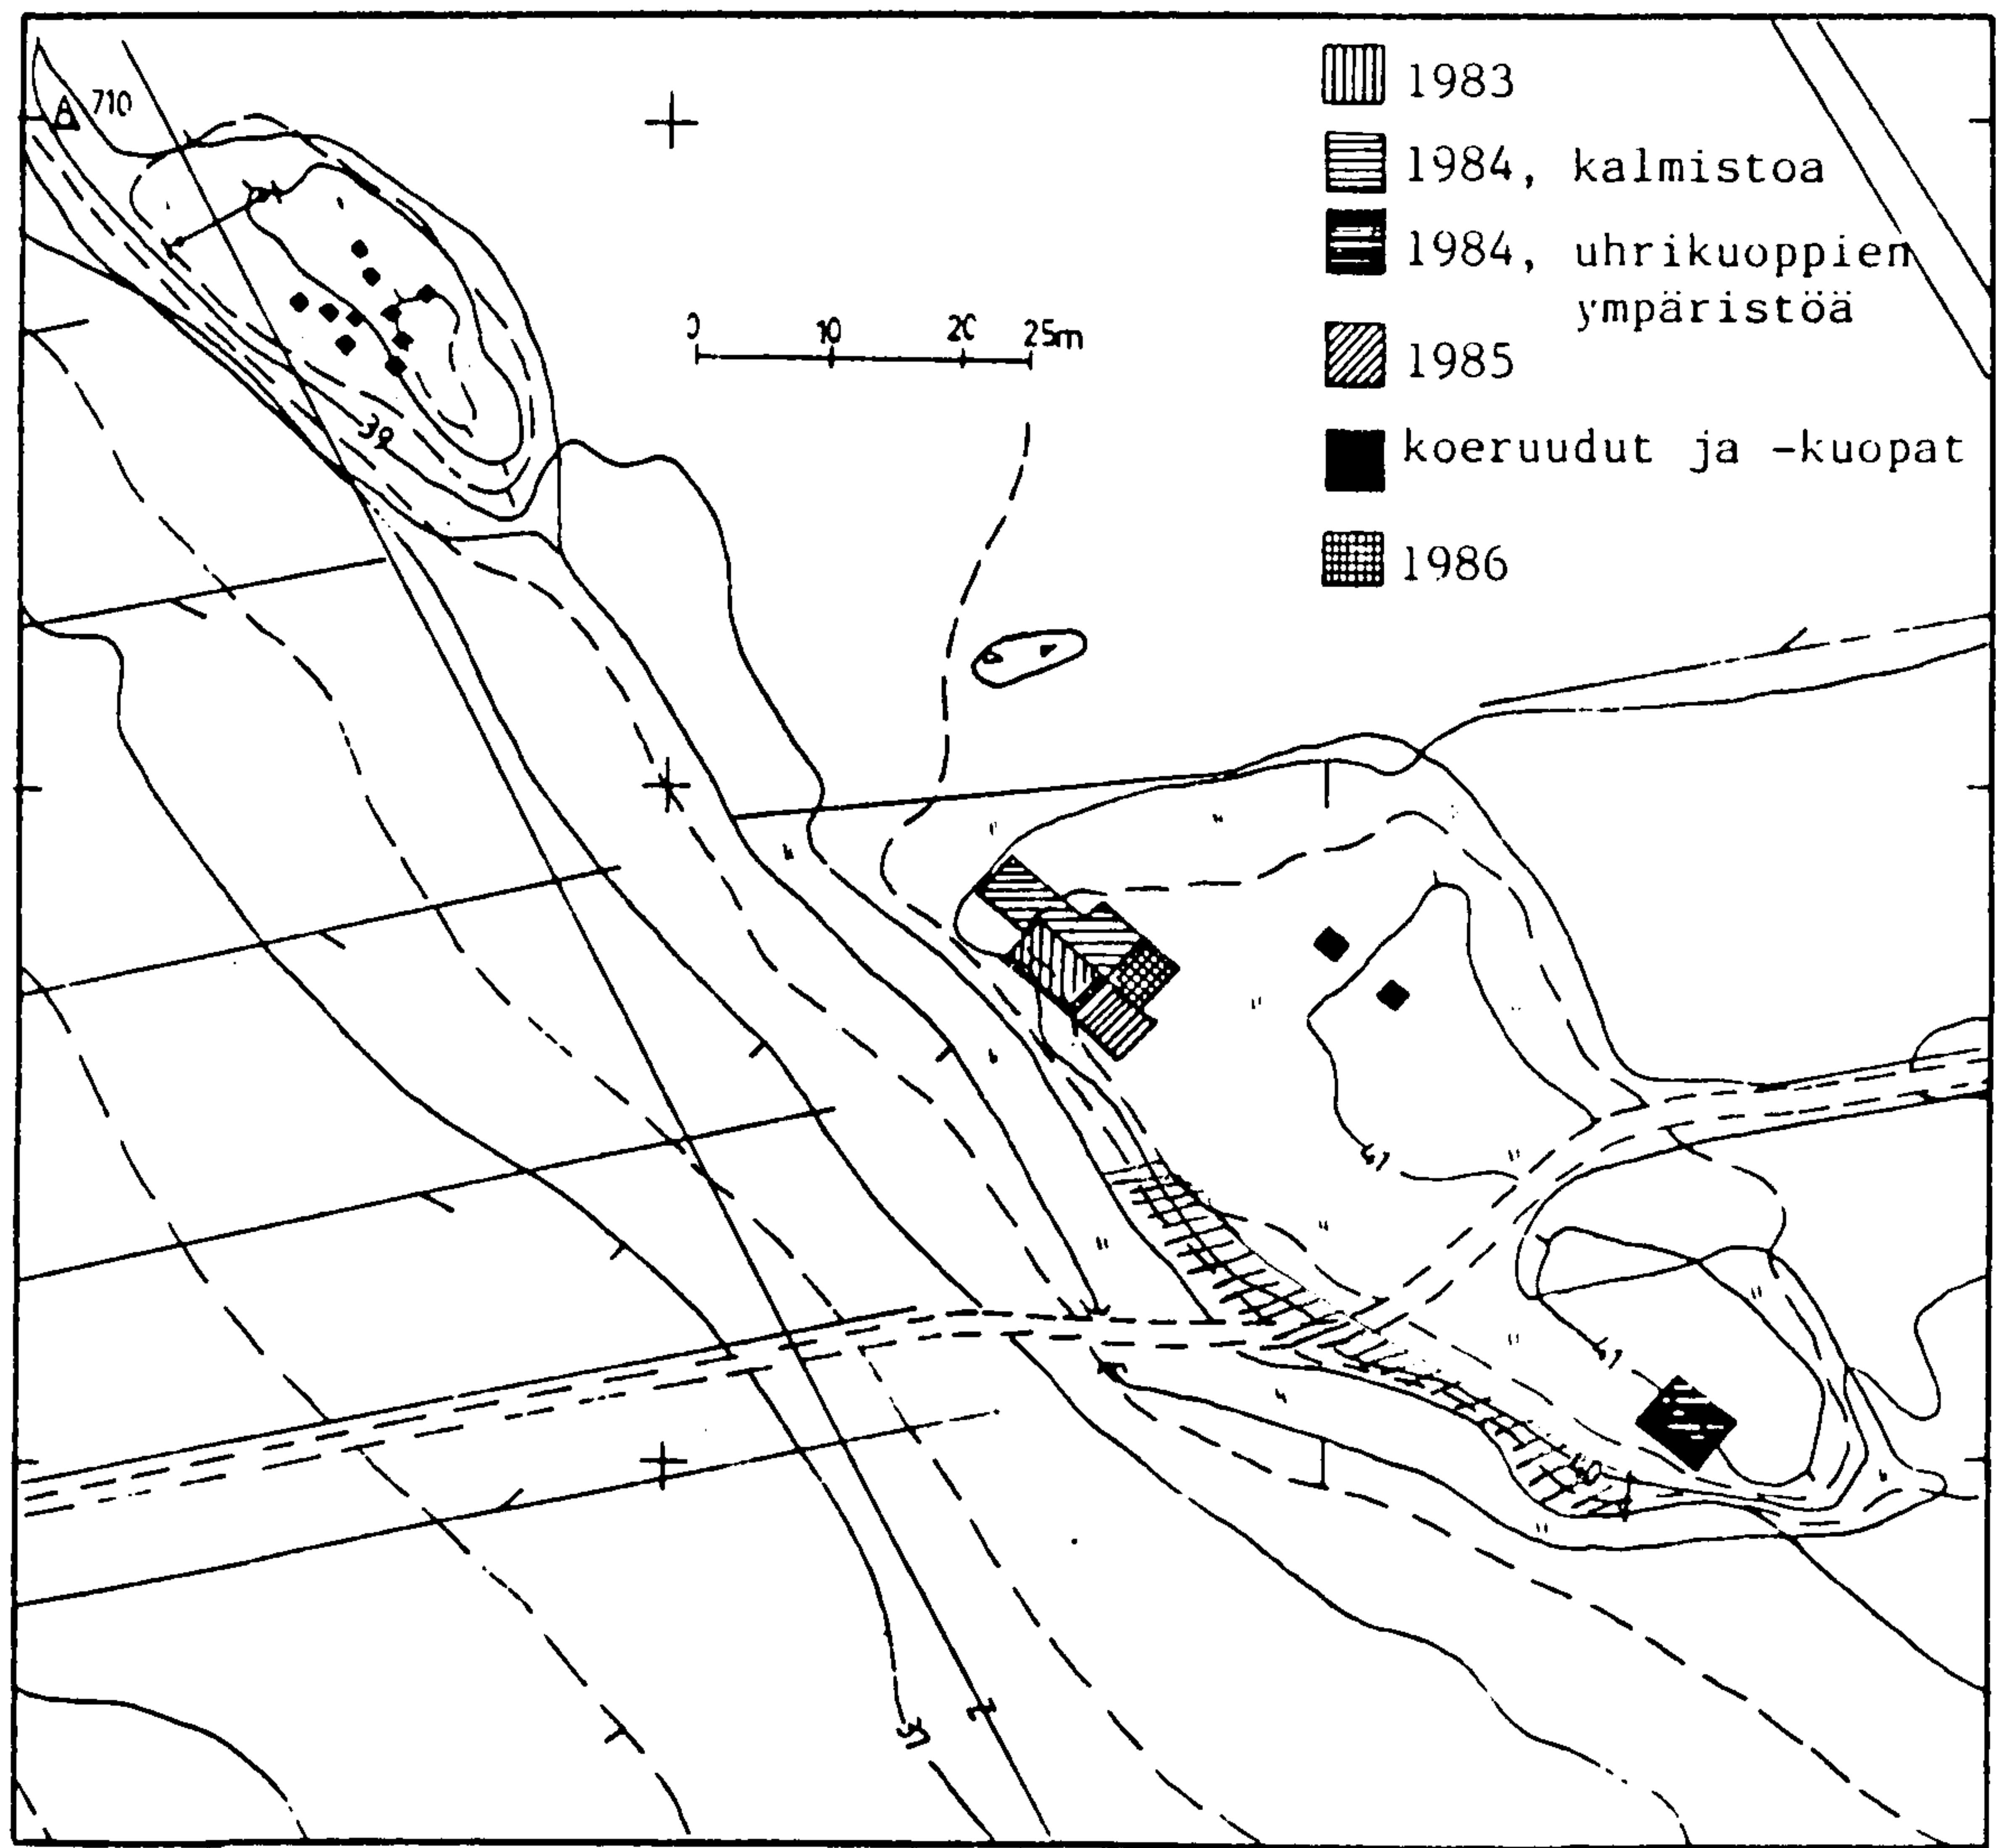 710
1983
1984, kalmistoa
1984, uhrikuoppien
ympäristöä
1985
koeruudut ja -kuopat
1986
0 10 20 25m
39
41
41